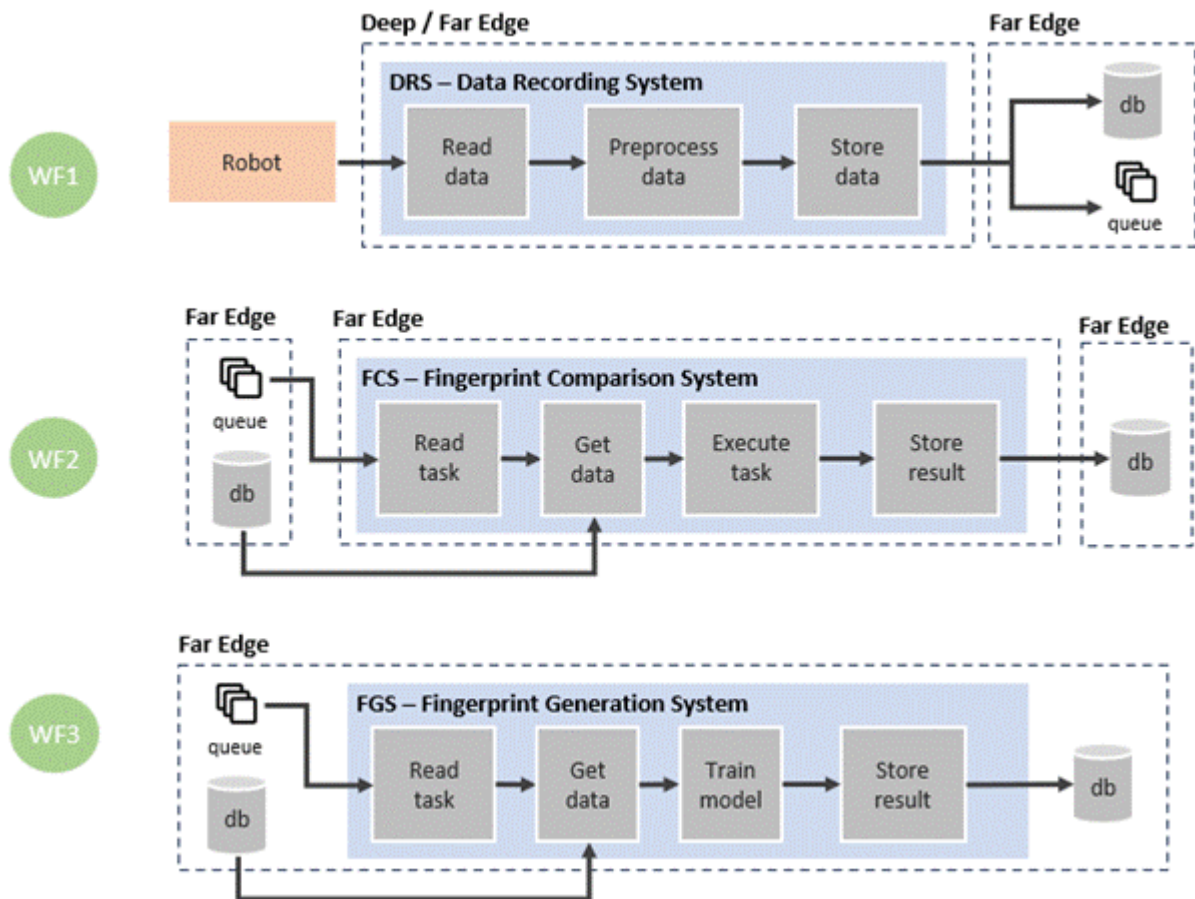 Deep / Far Edge
Far Edge
DRS – Data Recording System
WF1
Robot
Read
data
Preprocess
data
Store
data
db
queue
Far Edge
Far Edge
Far Edge
FCS – Fingerprint Comparison System
WF2
queue
db
Read
task
Get
data
Execute
task
Store
result
db
Far Edge
FGS – Fingerprint Generation System
WF3
queue
db
Read
task
Get
data
Train
model
Store
result
db